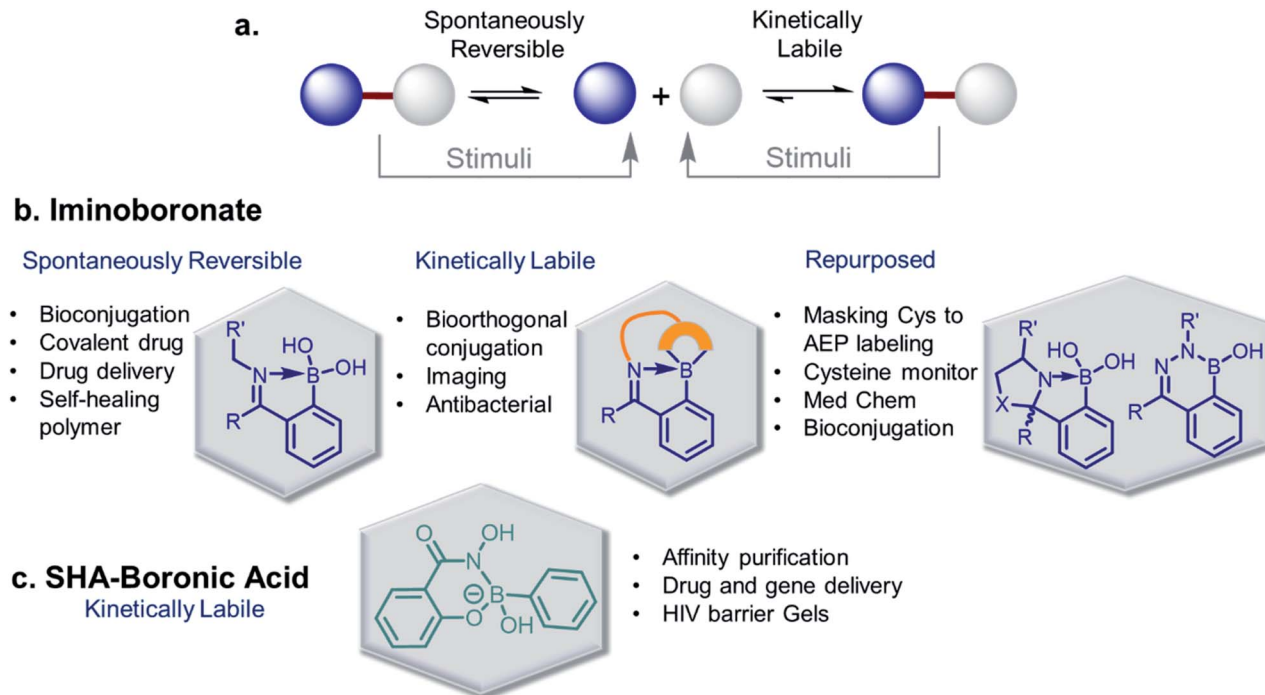 a.
Spontaneously
Reversible
Kinetically
Labile
+
Stimuli
Stimuli
b. Iminoboronate
Spontaneously Reversible
• Bioconjugation
• Covalent drug
• Drug delivery
• Self-healing
polymer
R'
HO
OH
N
B
R
Kinetically Labile
• Bioorthogonal
conjugation
• Imaging
• Antibacterial
N
B
R
Repurposed
• Masking Cys to
AEP labeling
• Cysteine monitor
• Med Chem
• Bioconjugation
R'
HO
OH
N
B
X
R
R'
N
N
B
OH
R
c. SHA-Boronic Acid
Kinetically Labile
O
OH
N
B
⊖
O
OH
• Affinity purification
• Drug and gene delivery
• HIV barrier Gels